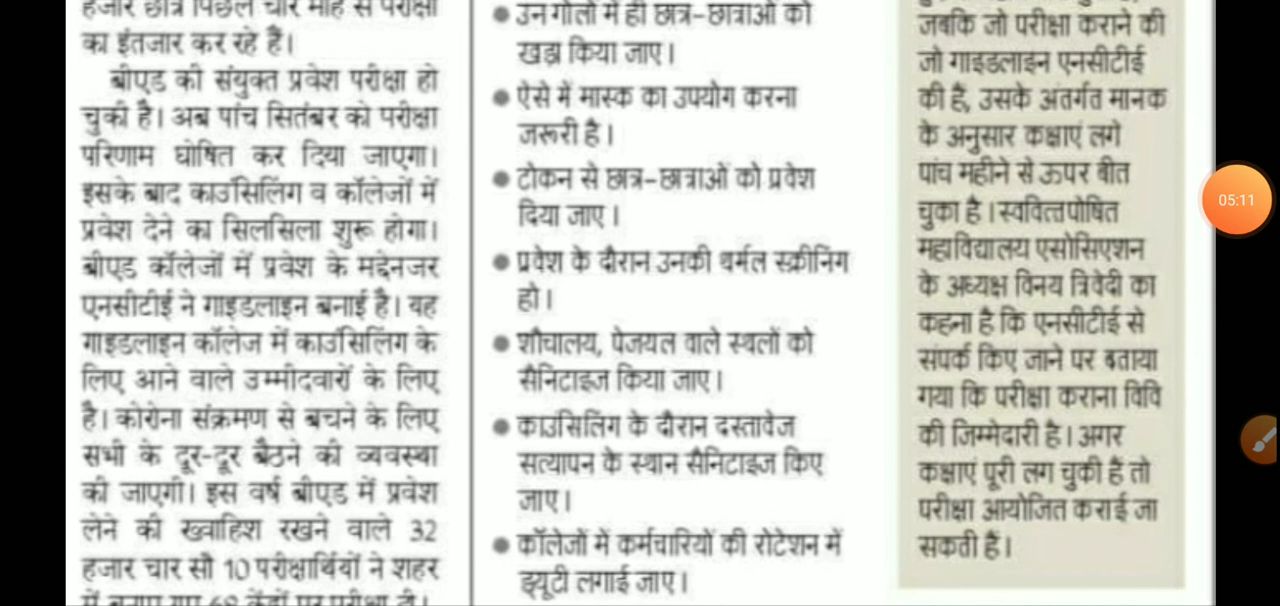 हजार छात्र पिछले चार माह से परीक्षा
का इंतजार कर रहे हैं।
बीएड की संयुक्त प्रवेश परीक्षा हो
चुकी है। अब पांच सितंबर को परीक्षा
परिणाम घोषित कर दिया जाएगा।
इसके बाद काउंसिलिंग व कॉलेजों में
प्रवेश देने का सिलसिला शुरू होगा।
बीएड कॉलेजों में प्रवेश के मद्देनजर
एनसीटीई ने गाइडलाइन बनाई है। यह
गाइडलाइन कॉलेज में काउंसिलिंग के
लिए आने वाले उम्मीदवारों के लिए
है। कोरोना संक्रमण से बचने के लिए
सभी के दूर-दूर बैठने की व्यवस्था
की जाएगी। इस वर्ष बीएड में प्रवेश
लेने की ख्वाहिश रखने वाले 32
हजार चार सौ 10 परीक्षार्थियों ने शहर
में बनाए गए केंद्रों पर परीक्षा दी।
● उन गोलों में ही छात्र-छात्राओं को
खड़ा किया जाए।
● ऐसे में मास्क का उपयोग करना
जरूरी है।
● टोकन से छात्र-छात्राओं को प्रवेश
दिया जाए।
● प्रवेश के दौरान उनकी थर्मल स्क्रीनिंग
हो।
● शौचालय, पेजयल वाले स्थलों को
सैनिटाइज किया जाए।
● काउंसिलिंग के दौरान दस्तावेज
सत्यापन के स्थान सैनिटाइज किए
जाए।
● कॉलेजों में कर्मचारियों की रोटेशन में
ड्यूटी लगाई जाए।
जबकि जो परीक्षा कराने की
जो गाइडलाइन एनसीटीई
की है, उसके अंतर्गत मानक
के अनुसार कक्षाएं लगे
पांच महीने से ऊपर बीत
चुका है। स्ववित्तपोषित
महाविद्यालय एसोसिएशन
के अध्यक्ष विनय त्रिवेदी का
कहना है कि एनसीटीई से
संपर्क किए जाने पर बताया
गया कि परीक्षा कराना विवि
की जिम्मेदारी है। अगर
कक्षाएं पूरी लग चुकी हैं तो
परीक्षा आयोजित कराई जा
सकती हैं।
05:11